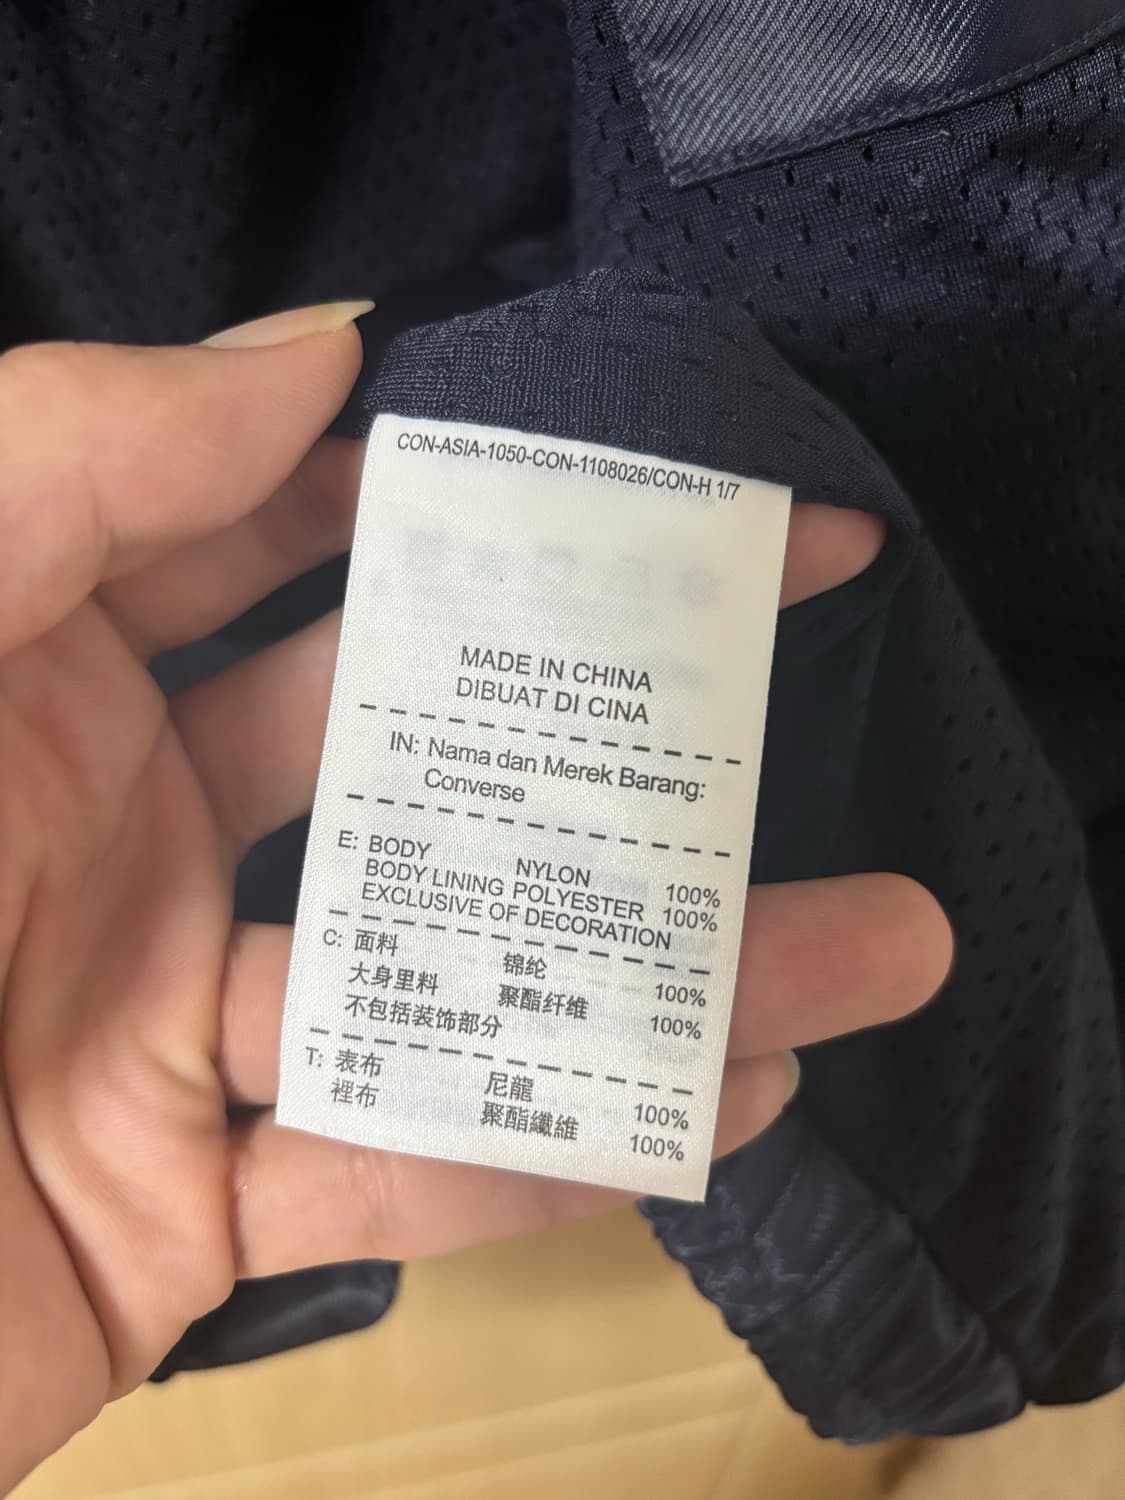 CON-ASIA-1050-CON-1108026/CON-H 1/7
MADE IN CHINA
DIBUAT DI CINA
IN: Nama dan Merek Barang:
Converse
E: BODY NYLON 100%
BODY LINING POLYESTER 100%
EXCLUSIVE OF DECORATION
C: 面料 锦纶 100%
大身里料 聚酯纤维 100%
不包括装饰部分
T: 表布 尼龍 100%
裡布 聚酯纖維 100%